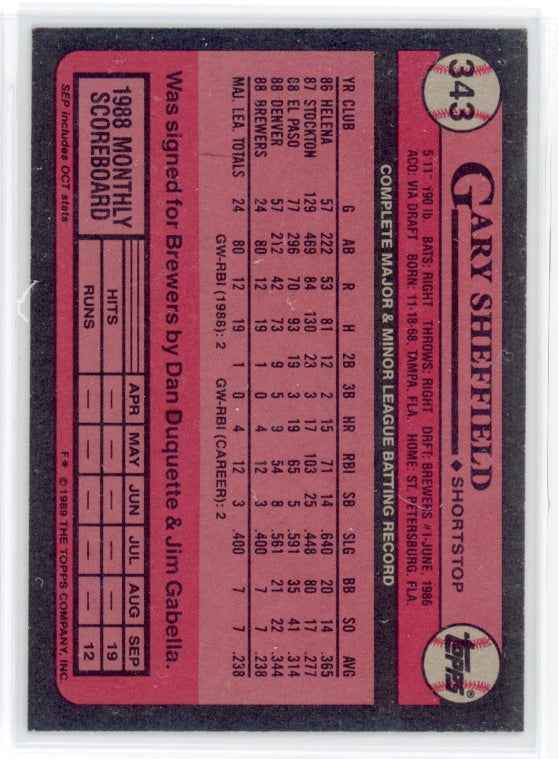 343
GARY SHEFFIELD ◆ SHORTSTOP
TOPPS®
5'11" 190 lb BATS: RIGHT THROWS: RIGHT DRFT: BREWERS #1-JUNE, 1986
ACQ: VIA DRAFT BORN: 11-18-68, TAMPA, FLA. HOME: ST. PETERSBURG, FLA.
COMPLETE MAJOR & MINOR LEAGUE BATTING RECORD
YR CLUB G AB R H 2B 3B HR RBI SB SLG BB SO AVG
86 HELENA 57 222 53 81 12 2 15 71 14 .640 20 14 .365
87 STOCKTON 129 469 84 130 23 3 17 103 25 .448 80 17 .277
88 EL PASO 77 296 70 93 19 3 19 65 5 .591 35 41 .314
88 DENVER 57 212 42 73 9 5 9 54 8 .561 21 22 .344
88 BREWERS 24 80 12 19 1 0 4 12 3 .400 7 7 .238
MAJ. LEA. TOTALS 24 80 12 19 1 0 4 12 3 .400 7 7 .238
GW-RBI (1988): 2 GW-RBI (CAREER): 2
Was signed for Brewers by Dan Duquette & Jim Gabella.
1988 MONTHLY
SCOREBOARD
SEP includes OCT stats
APR MAY JUN JUL AUG SEP
HITS — — — — — 19
RUNS — — — — — 12
F* © 1989 THE TOPPS COMPANY, INC.